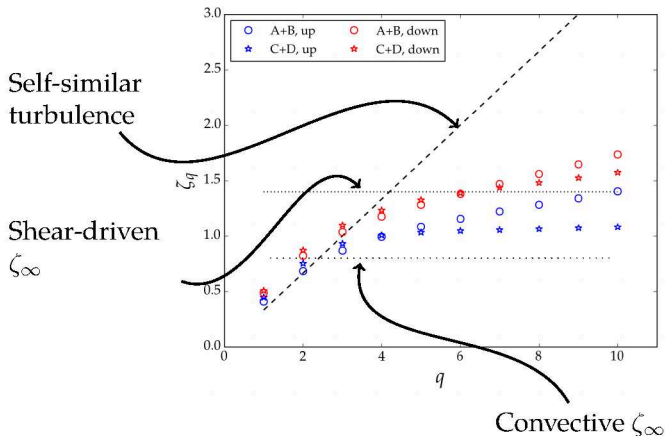 3.0
A+B, up
A+B, down
C+D, up
C+D, down
Self-similar
turbulence
2.5
2.0
ζq
1.5
Shear-driven
ζ∞
1.0
0.5
0.0
0 2 4 6 8 10
q
Convective ζ∞